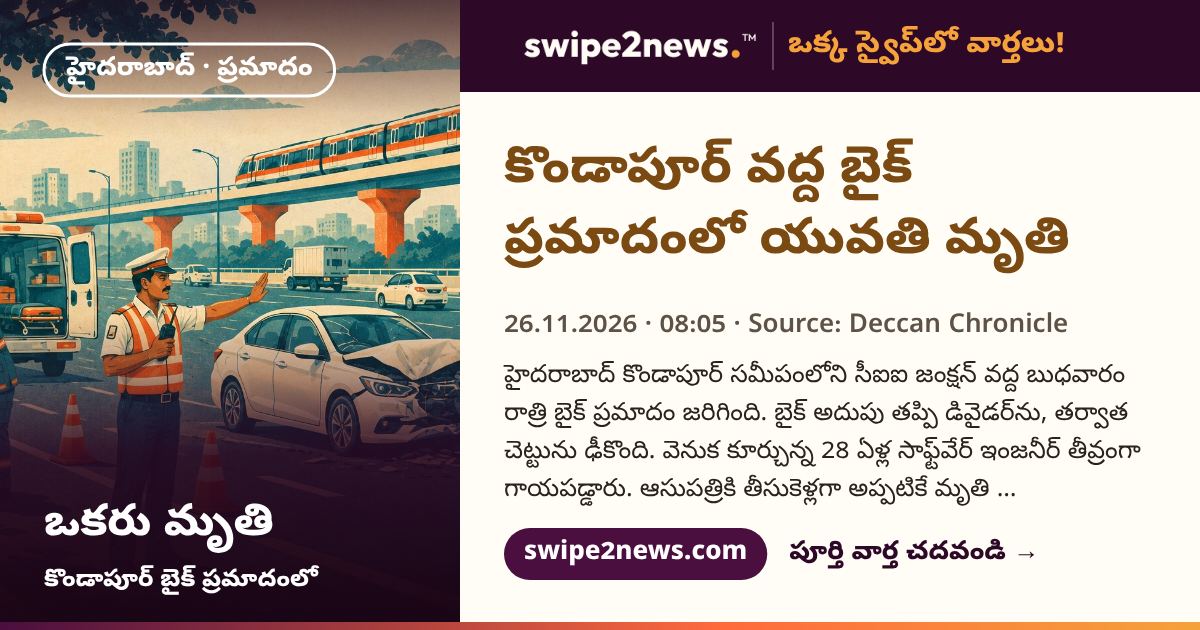 హైదరాబాద్ · ప్రమాదం
ఒకరు మృతి
కొండాపూర్ బైక్ ప్రమాదంలో
swipe2news.™
ఒక్క స్వైప్‌లో వార్తలు!
కొండాపూర్ వద్ద బైక్
ప్రమాదంలో యువతి మృతి
26.11.2026 · 08:05 · Source: Deccan Chronicle
హైదరాబాద్ కొండాపూర్ సమీపంలోని సీఐఐ జంక్షన్ వద్ద బుధవారం
రాత్రి బైక్ ప్రమాదం జరిగింది. బైక్ అదుపు తప్పి డివైడర్‌ను, తర్వాత
చెట్టును ఢీకొంది. వెనుక కూర్చున్న 28 ఏళ్ల సాఫ్ట్‌వేర్ ఇంజనీర్ తీవ్రంగా
గాయపడ్డారు. ఆసుపత్రికి తీసుకెళ్లగా అప్పటికే మృతి ...
swipe2news.com
పూర్తి వార్త చదవండి →